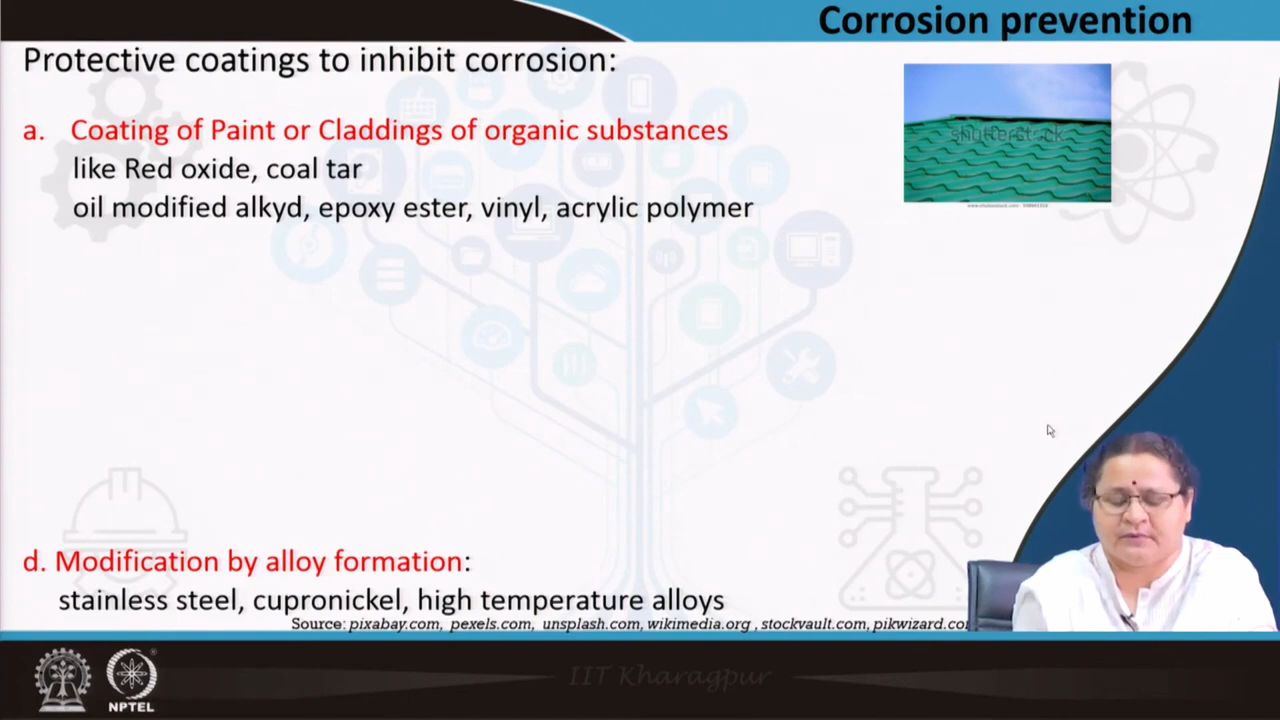 Corrosion prevention
Protective coatings to inhibit corrosion:
a. Coating of Paint or Claddings of organic substances
like Red oxide, coal tar
oil modified alkyd, epoxy ester, vinyl, acrylic polymer
shutterstock
d. Modification by alloy formation:
stainless steel, cupronickel, high temperature alloys
Source: pixabay.com, pexels.com, unsplash.com, wikimedia.org , stockvault.com, pikwizard.co
NPTEL
IIT Kharagpur